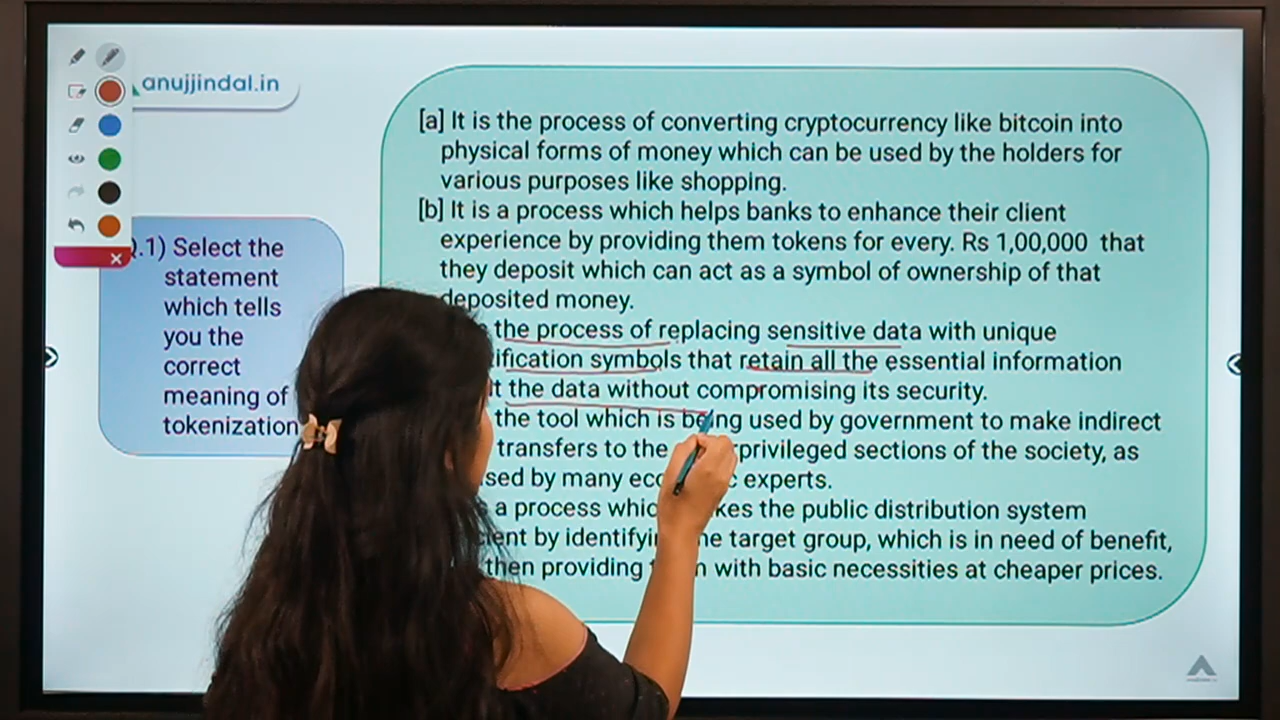 anujjindal.in
[a] It is the process of converting cryptocurrency like bitcoin into
physical forms of money which can be used by the holders for
various purposes like shopping.
[b] It is a process which helps banks to enhance their client
experience by providing them tokens for every. Rs 1,00,000 that
they deposit which can act as a symbol of ownership of that
deposited money.
the process of replacing sensitive data with unique
ification symbols that retain all the essential information
t the data without compromising its security.
the tool which is being used by government to make indirect
transfers to the privileged sections of the society, as
sed by many experts.
a process the public distribution system
by the target group, which is in need of benefit,
then providing with basic necessities at cheaper prices.
.1) Select the
statement
which tells
you the
correct
meaning of
tokenization